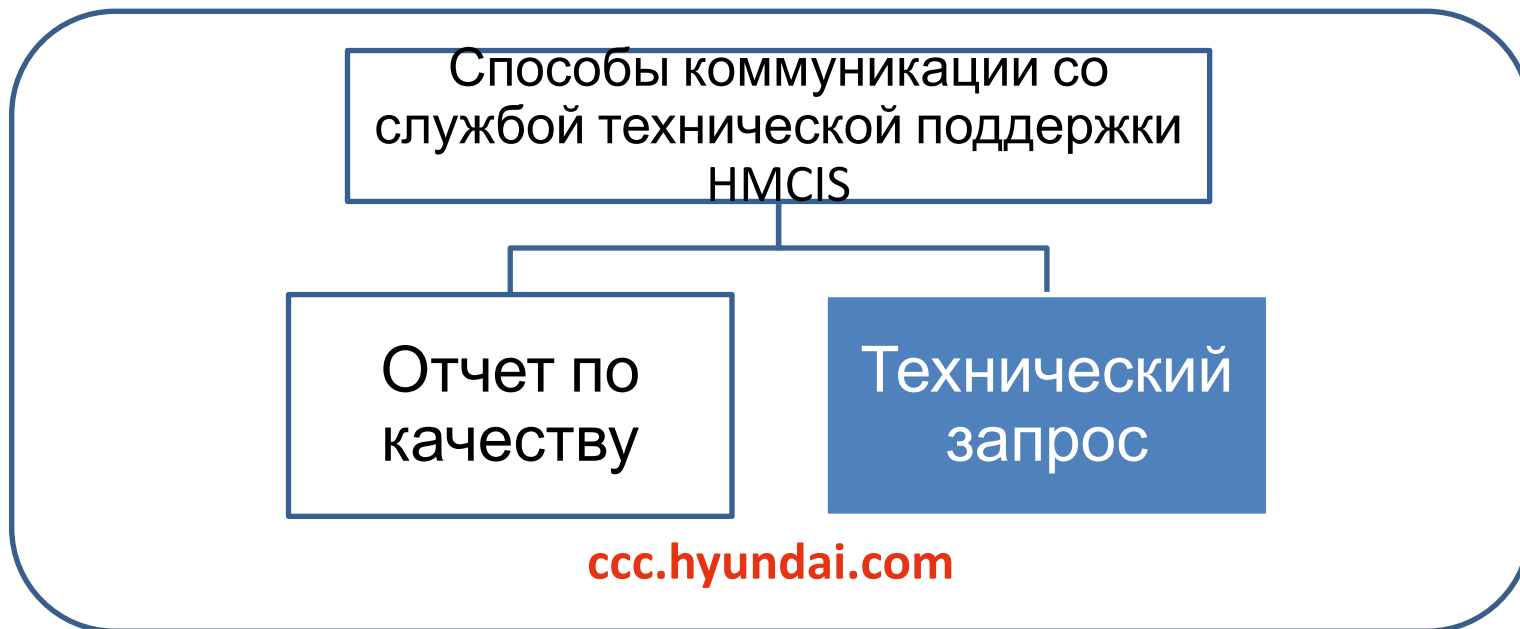 Способы коммуникации со
службой технической поддержки
HMCIS
Отчет по
качеству
Технический
запрос
ccc.hyundai.com